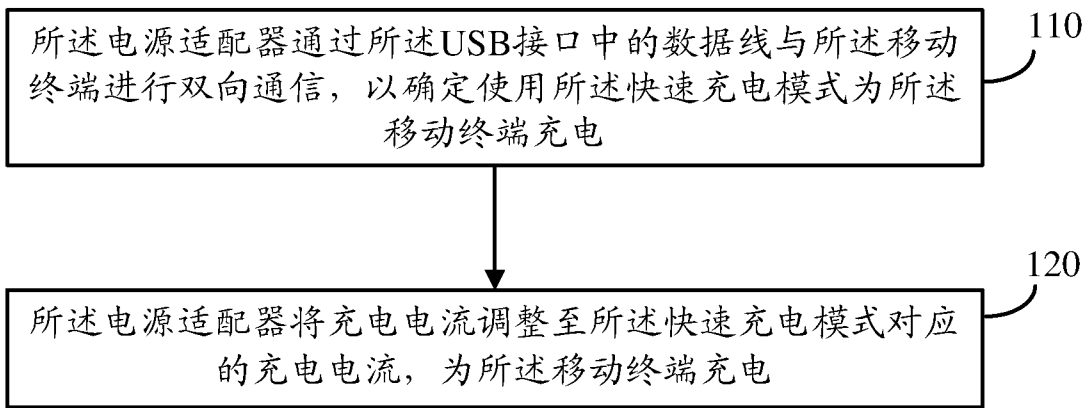 所述电源适配器通过所述USB接口中的数据线与所述移动
终端进行双向通信，以确定使用所述快速充电模式为所述
移动终端充电
110
所述电源适配器将充电电流调整至所述快速充电模式对应
的充电电流，为所述移动终端充电
120